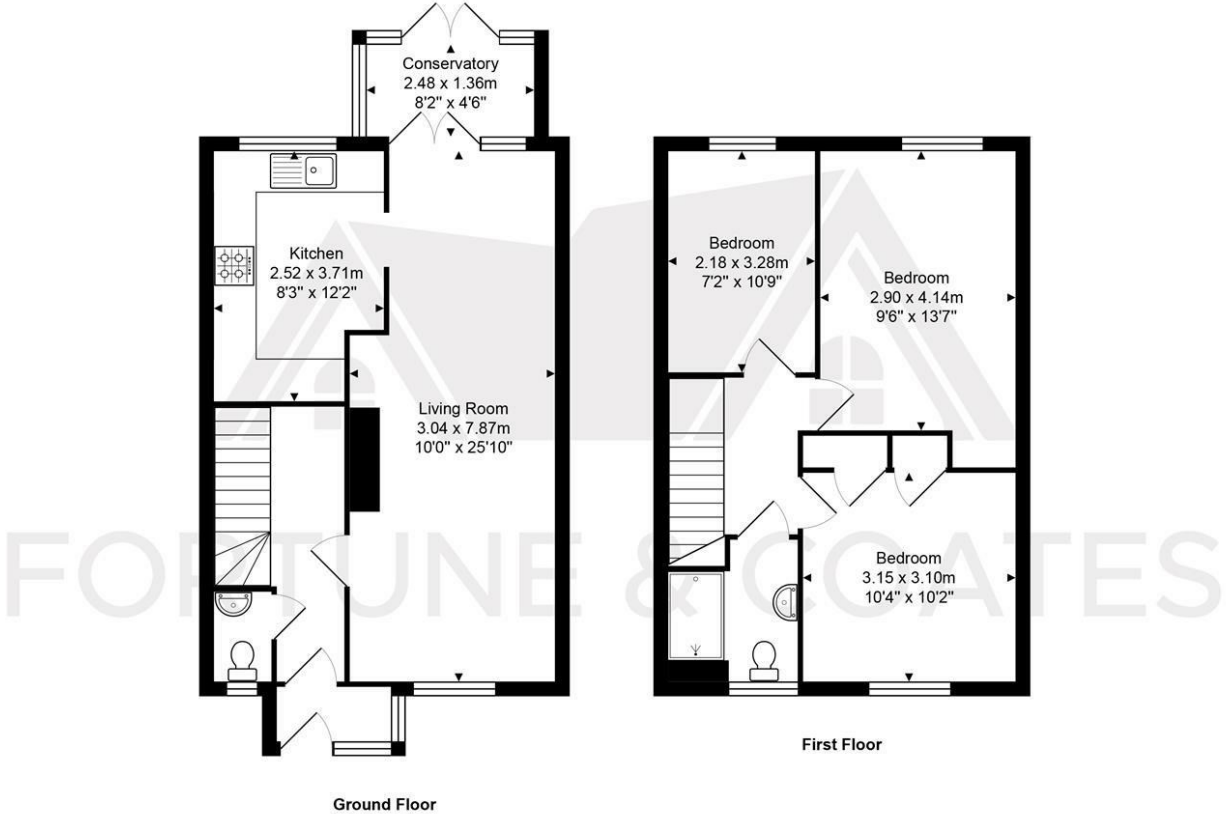 Conservatory
2.48 x 1.36m
8'2" x 4'6"
Kitchen
2.52 x 3.71m
8'3" x 12'2"
Living Room
3.04 x 7.87m
10'0" x 25'10"
Ground Floor
Bedroom
2.18 x 3.28m
7'2" x 10'9"
Bedroom
2.90 x 4.14m
9'6" x 13'7"
Bedroom
3.15 x 3.10m
10'4" x 10'2"
First Floor
FORTUNE & COATES